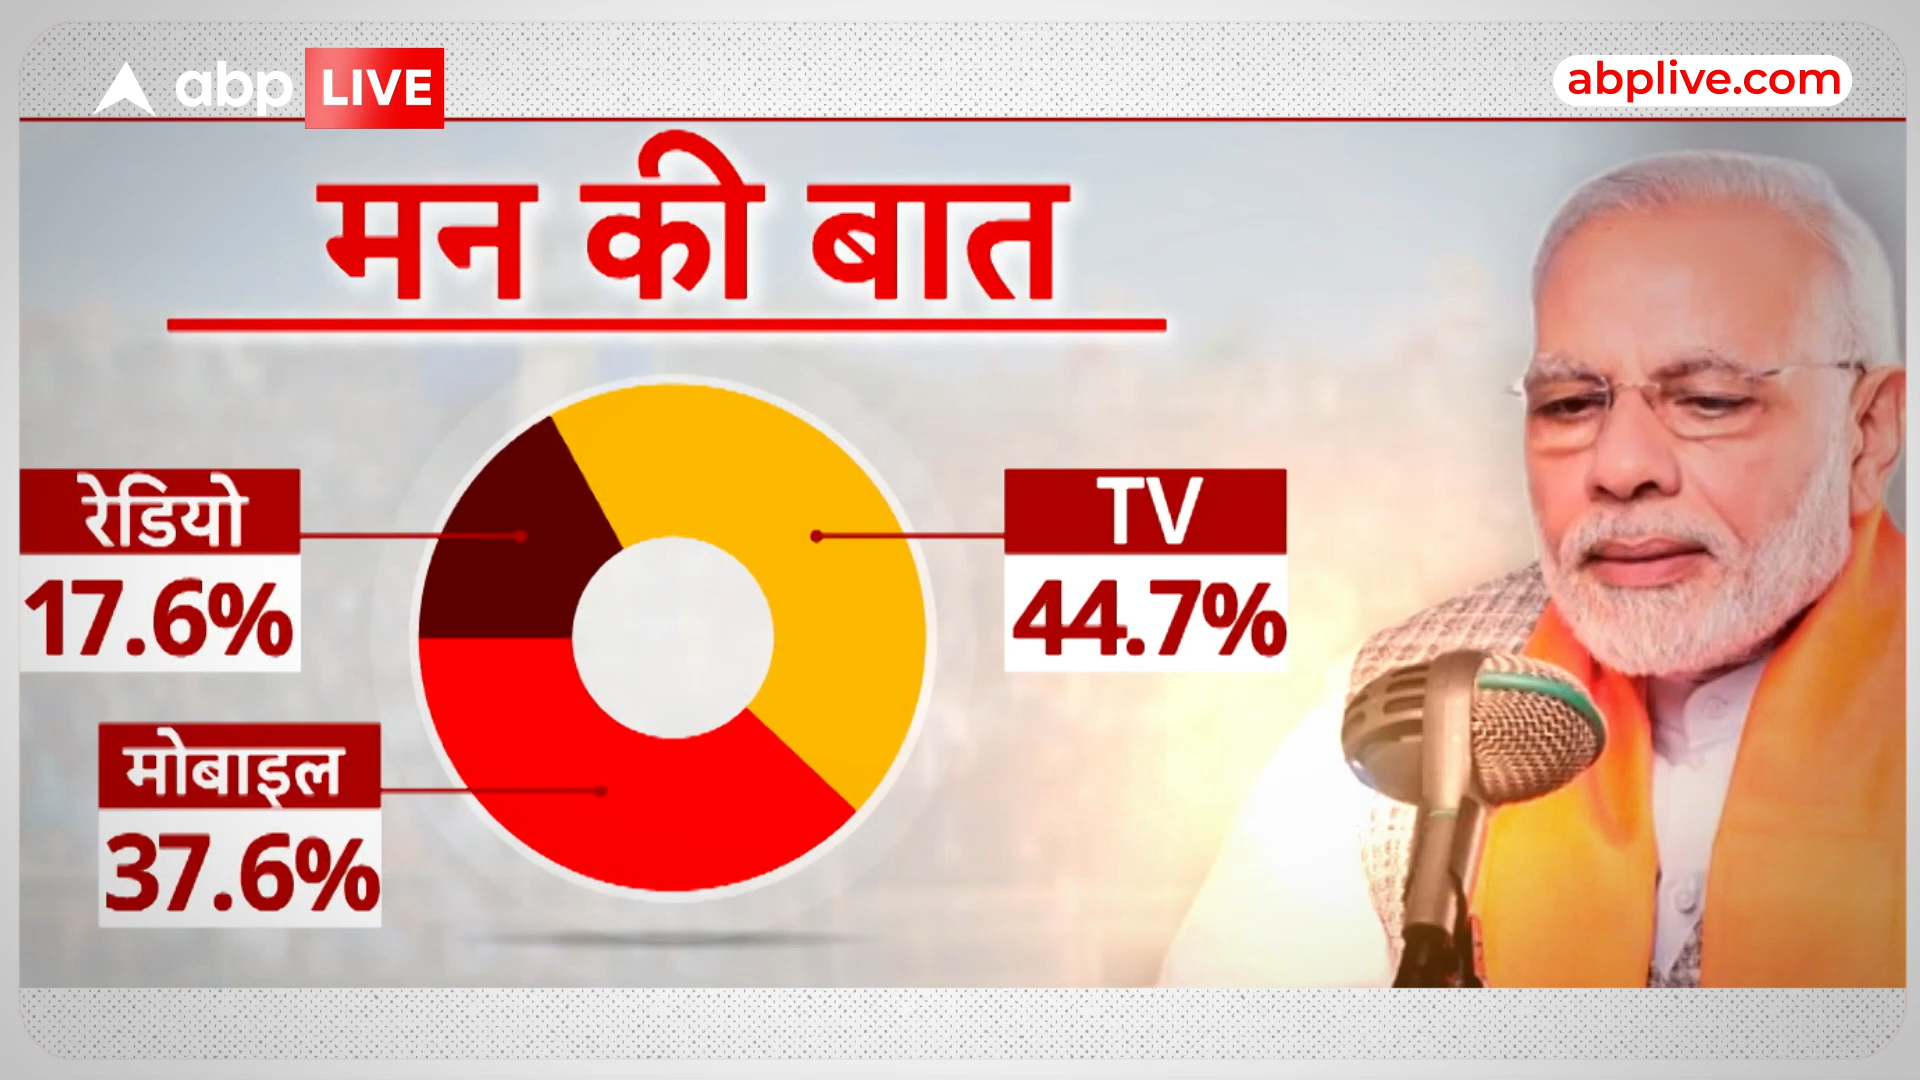 abp LIVE
abplive.com
मन की बात
रेडियो
17.6%
TV
44.7%
मोबाइल
37.6%